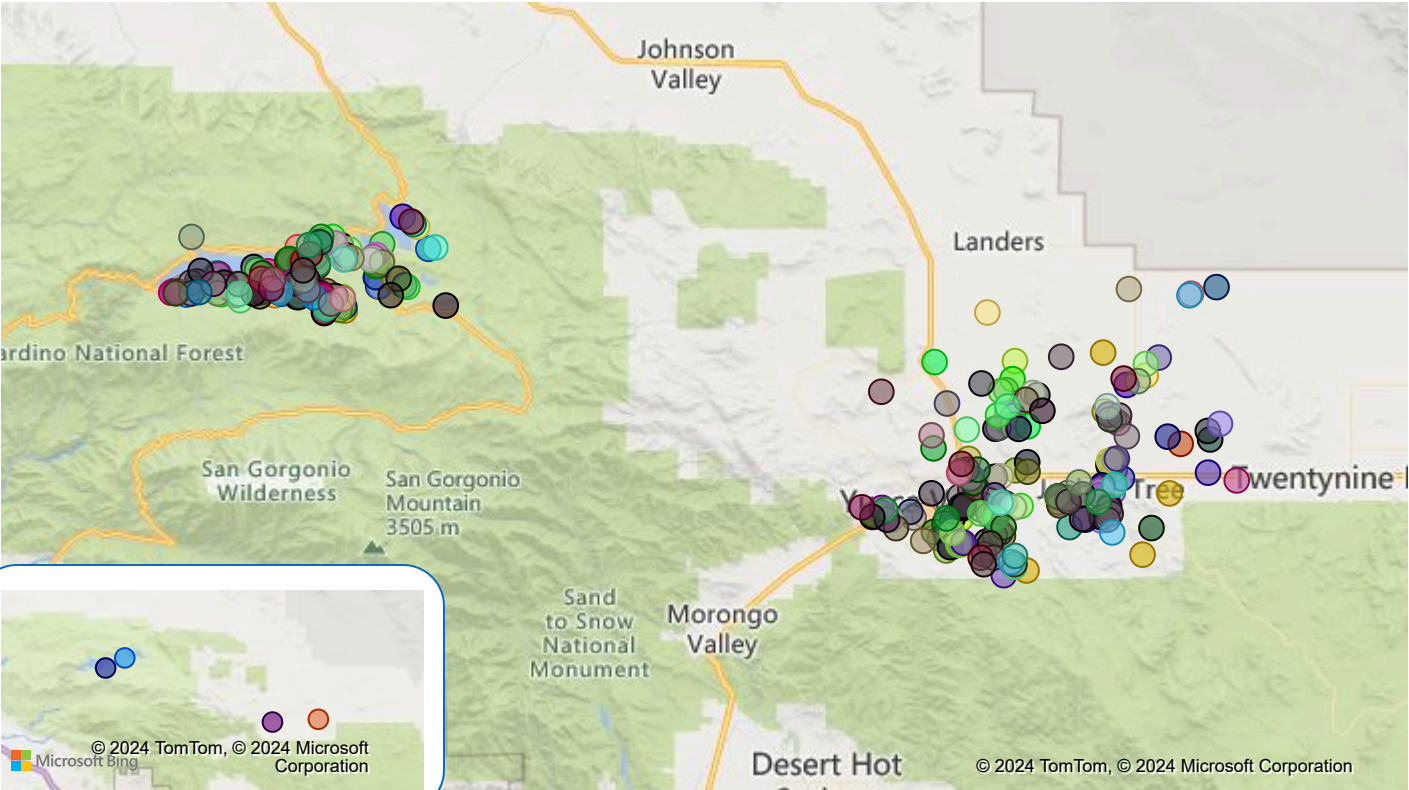 Johnson
Valley
Landers
ardino National Forest
San Gorgonio
Wilderness
San Gorgonio
Mountain
3505 m
Twentynine
Tree
Sand
to Snow
National
Monument
Morongo
Valley
Desert Hot
© 2024 TomTom, © 2024 Microsoft Corporation
© 2024 TomTom, © 2024 Microsoft
Corporation
Microsoft Bing